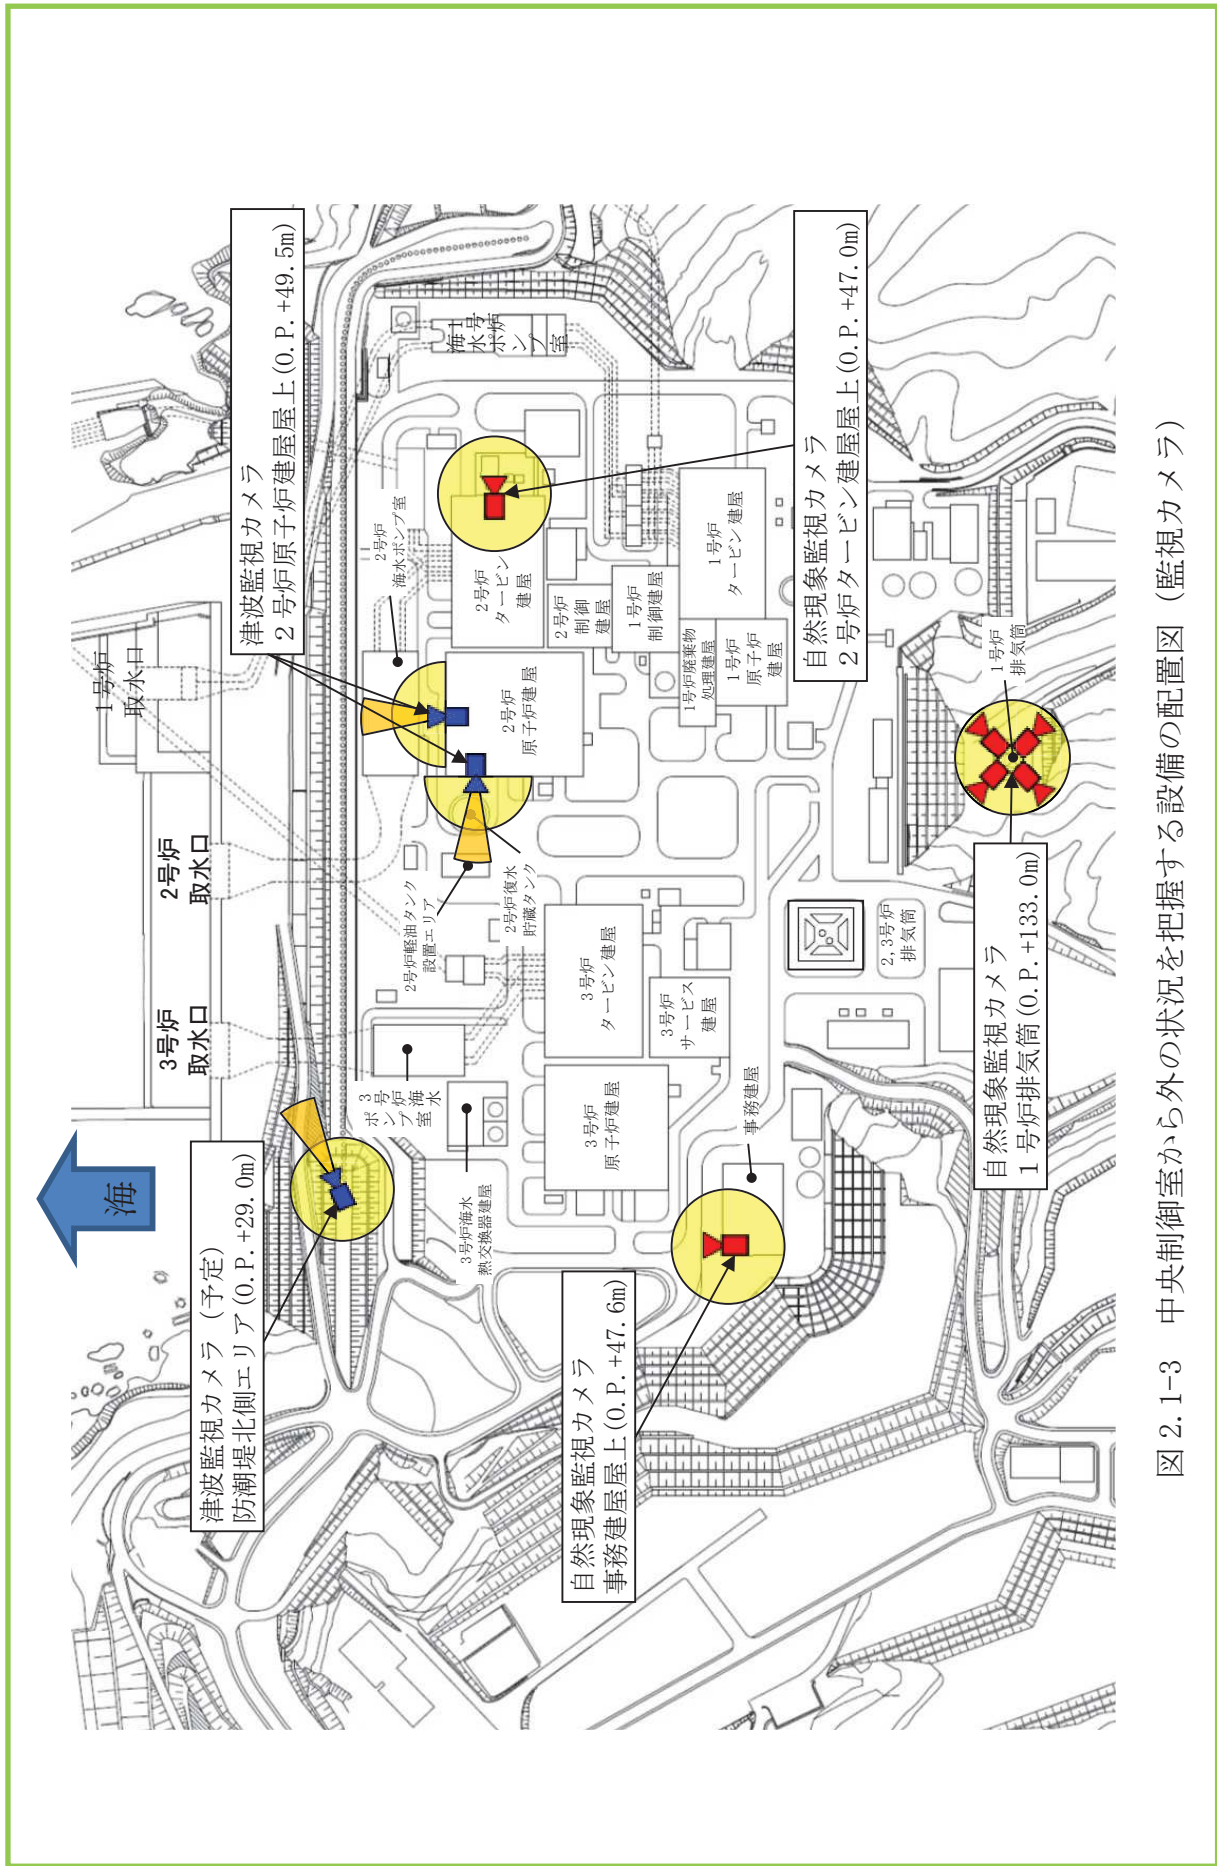 海
津波監視カメラ（予定）
防潮堤北側エリア(O.P.+29.0m)
3号炉
取水口
2号炉
取水口
1号炉
取水口
津波監視カメラ
2号炉原子炉建屋屋上(O.P.+49.5m)
3号炉
ポンプ海水
室
3号炉海水
熱交換器建屋
2号炉軽油タンク
設置エリア
2号炉復水
貯蔵タンク
2号炉
海水ポンプ室
1号炉
海水ポンプ室
3号炉
原子炉建屋
3号炉
タービン建屋
3号炉
サービス
建屋
2号炉
原子炉建屋
2号炉
タービン
建屋
2号炉
制御
建屋
1号炉
制御建屋
1号炉廃棄物
処理建屋
1号炉
原子炉
建屋
1号炉
タービン建屋
事務建屋
2,3号炉
排気筒
1号炉
排気筒
自然現象監視カメラ
事務建屋屋上(O.P.+47.6m)
自然現象監視カメラ
1号炉排気筒(O.P.+133.0m)
自然現象監視カメラ
2号炉タービン建屋屋上(O.P.+47.0m)
図 2.1-3　中央制御室から外の状況を把握する設備の配置図（監視カメラ）